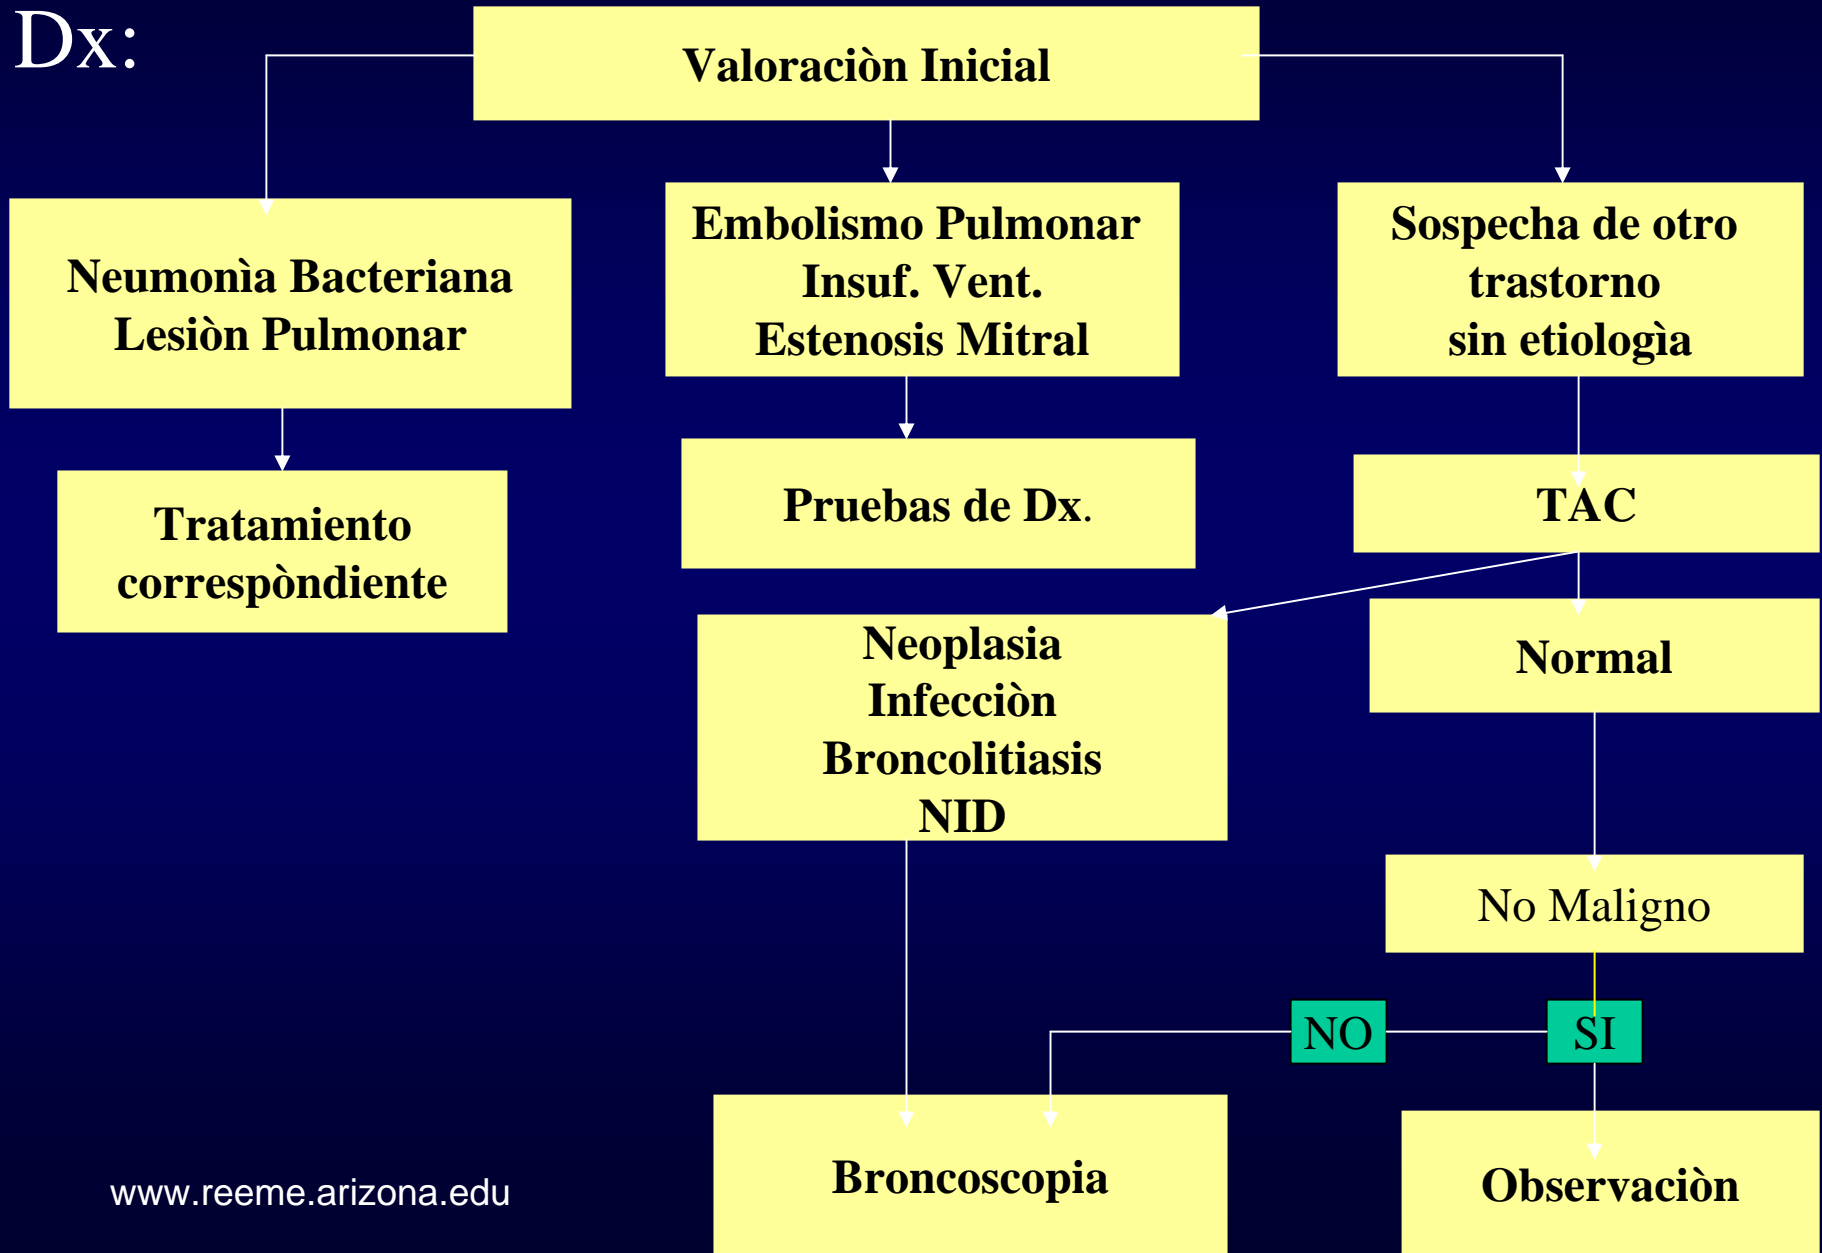 Dx:
Valoraciòn Inicial
Neumonìa Bacteriana
Lesiòn Pulmonar
Embolismo Pulmonar
Insuf. Vent.
Estenosis Mitral
Sospecha de otro
trastorno
sin etiologìa
Tratamiento
correspòndiente
Pruebas de Dx.
TAC
Neoplasia
Infecciòn
Broncolitiasis
NID
Normal
No Maligno
NO
SI
Broncoscopia
Observaciòn
www.reeme.arizona.edu